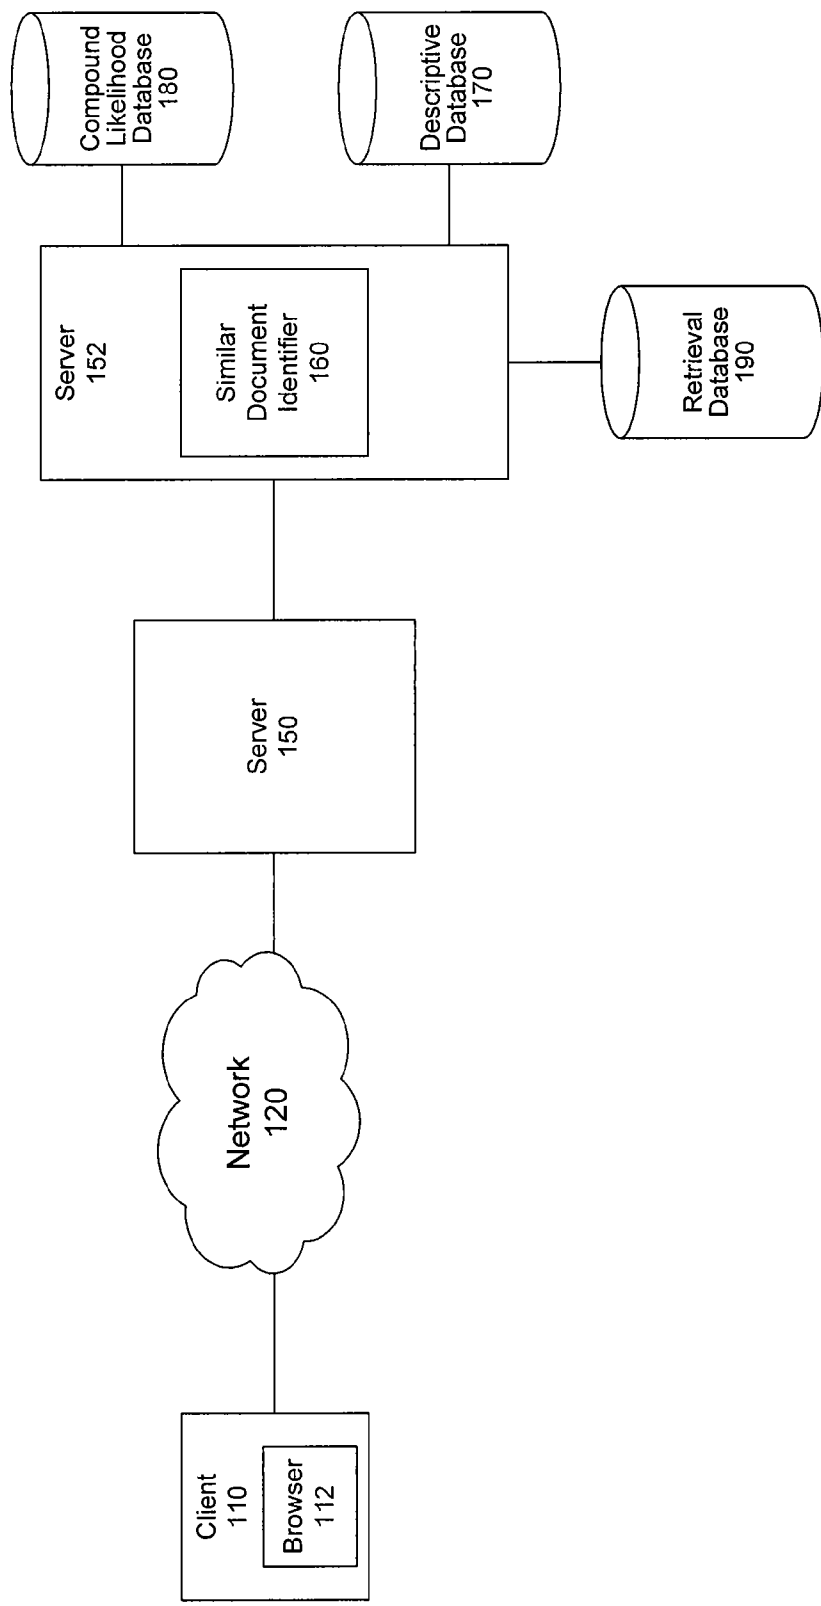 Client
110
Browser
112
Network
120
Server
150
Server
152
Similar
Document
Identifier
160
Compound
Likelihood
Database
180
Descriptive
Database
170
Retrieval
Database
190